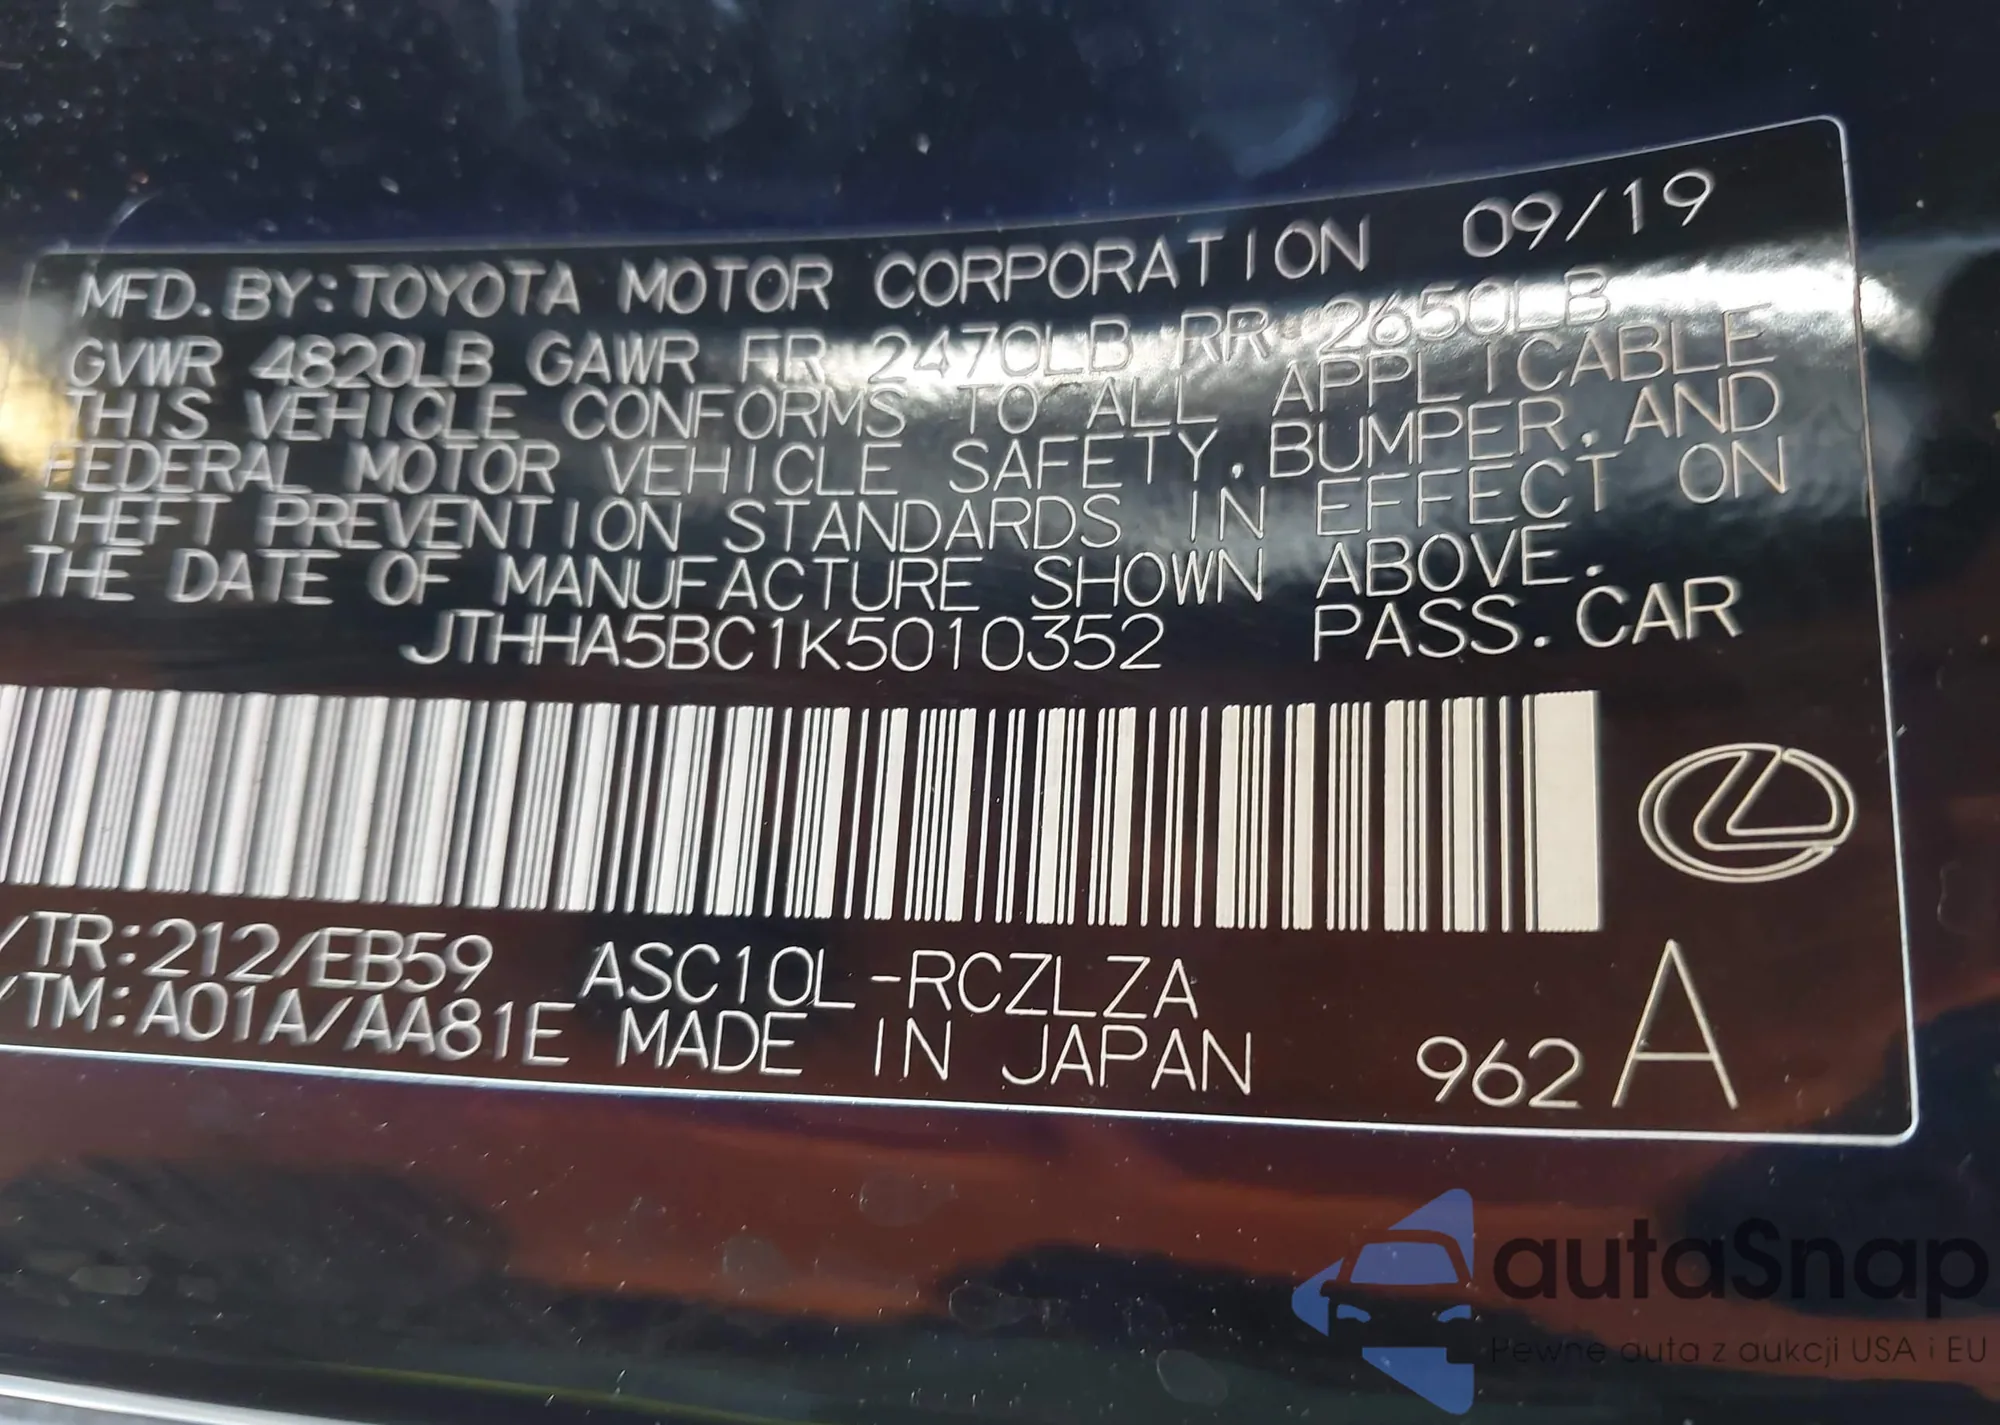 MFD. BY: TOYOTA MOTOR CORPORATION 09/19
GVWR 4820LB GAWR FR 2470LB RR 2650LB
THIS VEHICLE CONFORMS TO ALL APPLICABLE
FEDERAL MOTOR VEHICLE SAFETY, BUMPER, AND
THEFT PREVENTION STANDARDS IN EFFECT ON
THE DATE OF MANUFACTURE SHOWN ABOVE.
JTHHA5BC1K5010352 PASS. CAR
/TR:212/EB59 ASC10L-RCZLZA
/TM:A01A/AA81E MADE IN JAPAN 962 A
autaSnap
Pewne auta z aukcji USA i EU